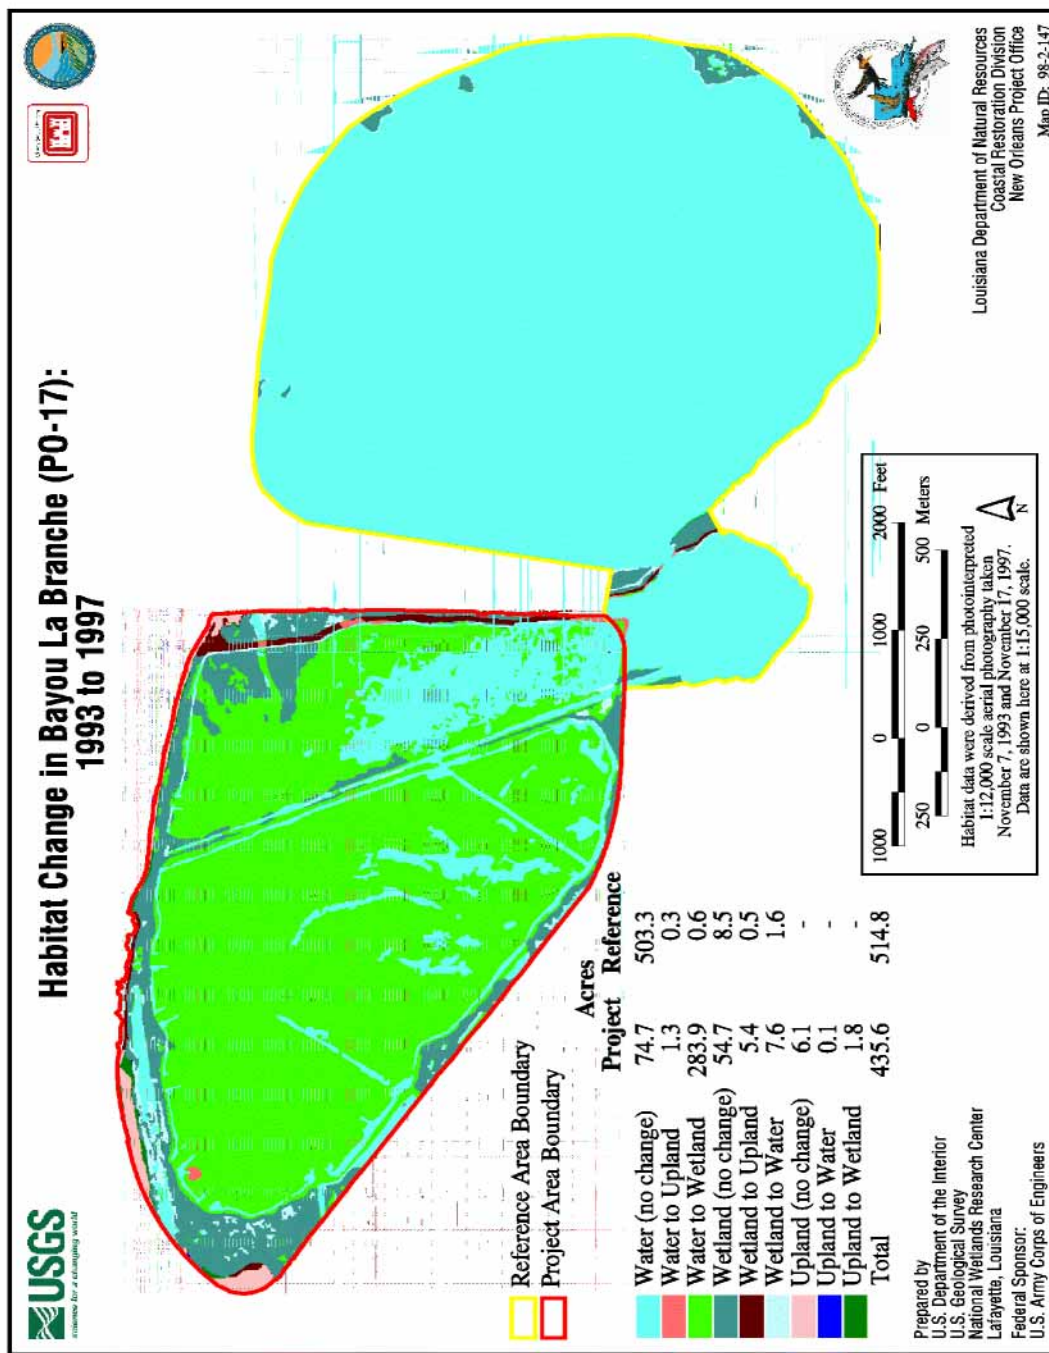 USGS
science for a changing world
Habitat Change in Bayou La Branche (PO-17):
1993 to 1997
Reference Area Boundary
Project Area Boundary
Acres
Project Reference
Water (no change) 74.7 503.3
Water to Upland 1.3 0.3
Water to Wetland 283.9 0.6
Wetland (no change) 54.7 8.5
Wetland to Upland 5.4 0.5
Wetland to Water 7.6 1.6
Upland (no change) 6.1 -
Upland to Water 0.1 -
Upland to Wetland 1.8 -
Total 435.6 514.8
1000 0 1000 2000 Feet
250 0 250 500 Meters
Habitat data were derived from photointerpreted
1:12,000 scale aerial photography taken
November 7, 1993 and November 17, 1997.
Data are shown here at 1:15,000 scale.
N
Prepared by
U.S. Department of the Interior
U.S. Geological Survey
National Wetlands Research Center
Lafayette, Louisiana
Federal Sponsor:
U.S. Army Corps of Engineers
Louisiana Department of Natural Resources
Coastal Restoration Division
New Orleans Project Office
Map ID: 98-2-147